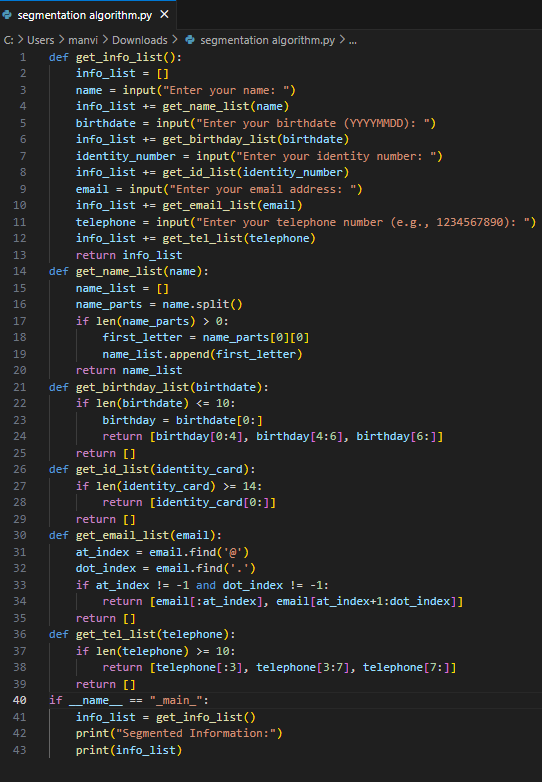 segmentation algorithm.py ×
C: > Users > manvi > Downloads > segmentation algorithm.py > ...
1 def get_info_list():
2     info_list = []
3     name = input("Enter your name: ")
4     info_list += get_name_list(name)
5     birthdate = input("Enter your birthdate (YYYYMMDD): ")
6     info_list += get_birthday_list(birthdate)
7     identity_number = input("Enter your identity number: ")
8     info_list += get_id_list(identity_number)
9     email = input("Enter your email address: ")
10     info_list += get_email_list(email)
11     telephone = input("Enter your telephone number (e.g., 1234567890): ")
12     info_list += get_tel_list(telephone)
13     return info_list
14 def get_name_list(name):
15     name_list = []
16     name_parts = name.split()
17     if len(name_parts) > 0:
18         first_letter = name_parts[0][0]
19         name_list.append(first_letter)
20     return name_list
21 def get_birthday_list(birthdate):
22     if len(birthdate) <= 10:
23         birthday = birthdate[0:]
24         return [birthday[0:4], birthday[4:6], birthday[6:]]
25     return []
26 def get_id_list(identity_card):
27     if len(identity_card) >= 14:
28         return [identity_card[0:]]
29     return []
30 def get_email_list(email):
31     at_index = email.find('@')
32     dot_index = email.find('.')
33     if at_index != -1 and dot_index != -1:
34         return [email[:at_index], email[at_index+1:dot_index]]
35     return []
36 def get_tel_list(telephone):
37     if len(telephone) >= 10:
38         return [telephone[:3], telephone[3:7], telephone[7:]]
39     return []
40 if __name__ == "_main_":
41     info_list = get_info_list()
42     print("Segmented Information:")
43     print(info_list)